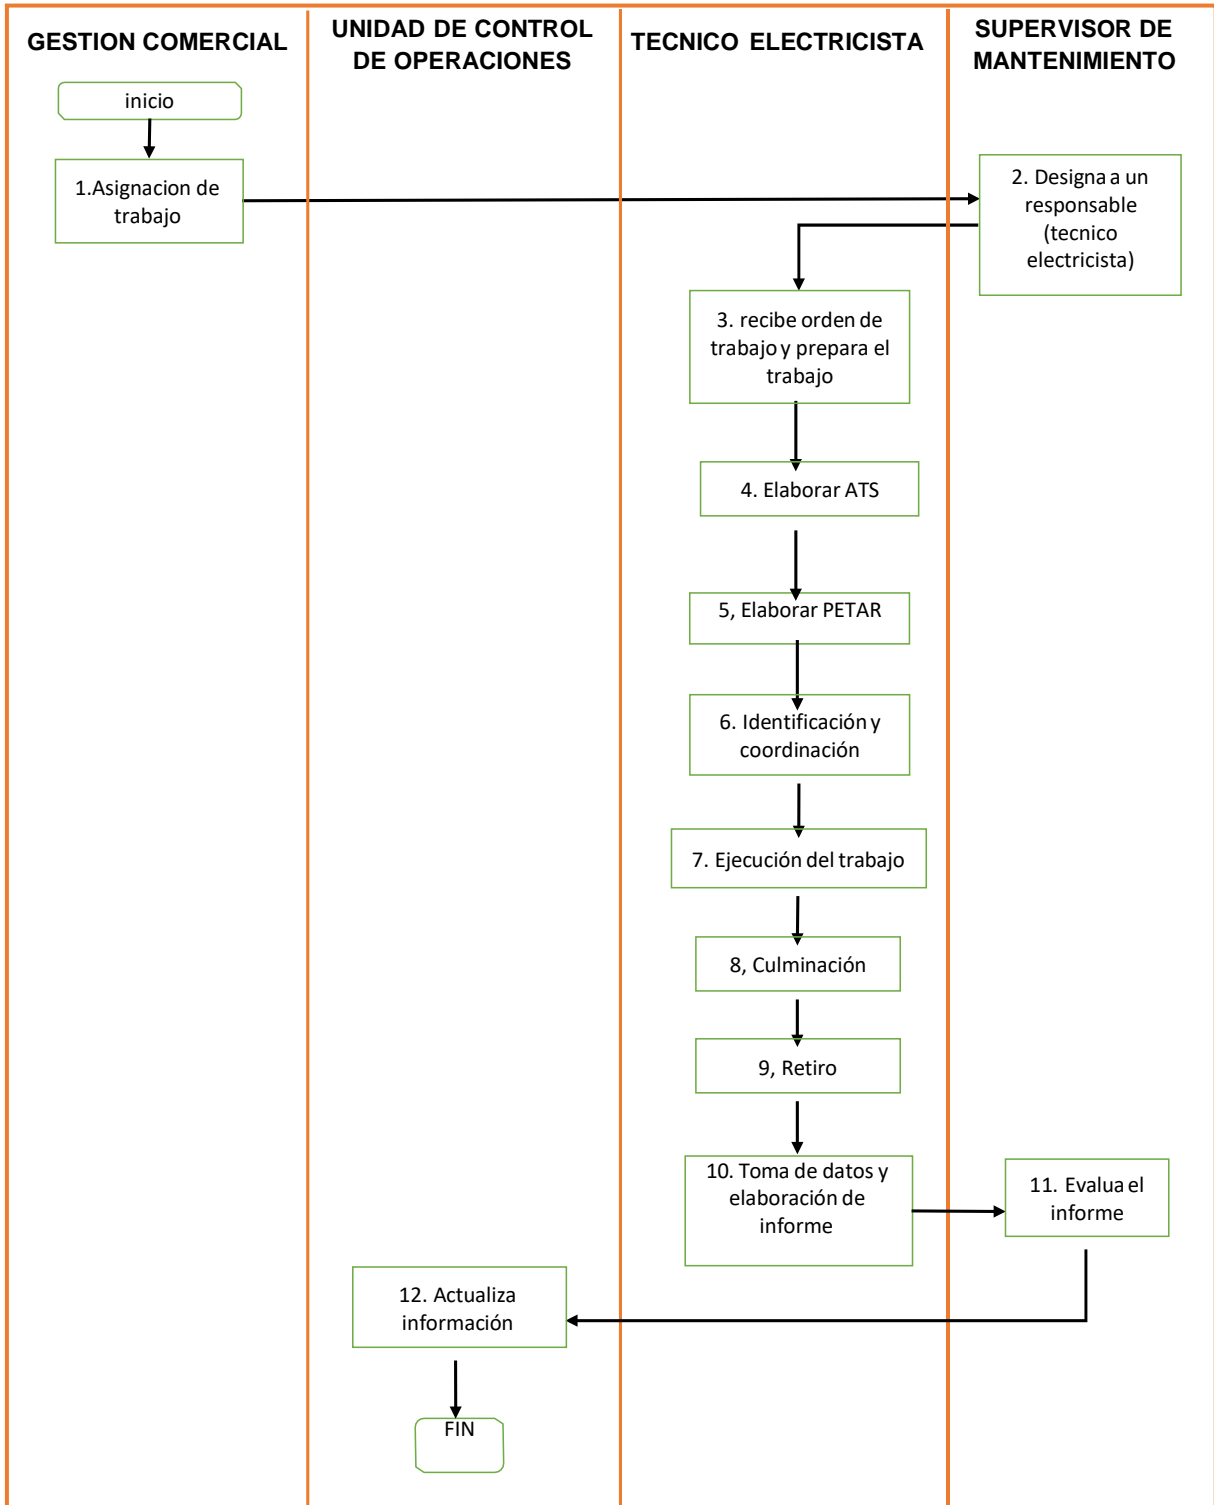 GESTION COMERCIAL
UNIDAD DE CONTROL
DE OPERACIONES
TECNICO ELECTRICISTA
SUPERVISOR DE
MANTENIMIENTO
inicio
1.Asignacion de
trabajo
2. Designa a un
responsable
(tecnico
electricista)
3. recibe orden de
trabajo y prepara el
trabajo
4. Elaborar ATS
5, Elaborar PETAR
6. Identificación y
coordinación
7. Ejecución del trabajo
8, Culminación
9, Retiro
10. Toma de datos y
elaboración de
informe
11. Evalua el
informe
12. Actualiza
información
FIN